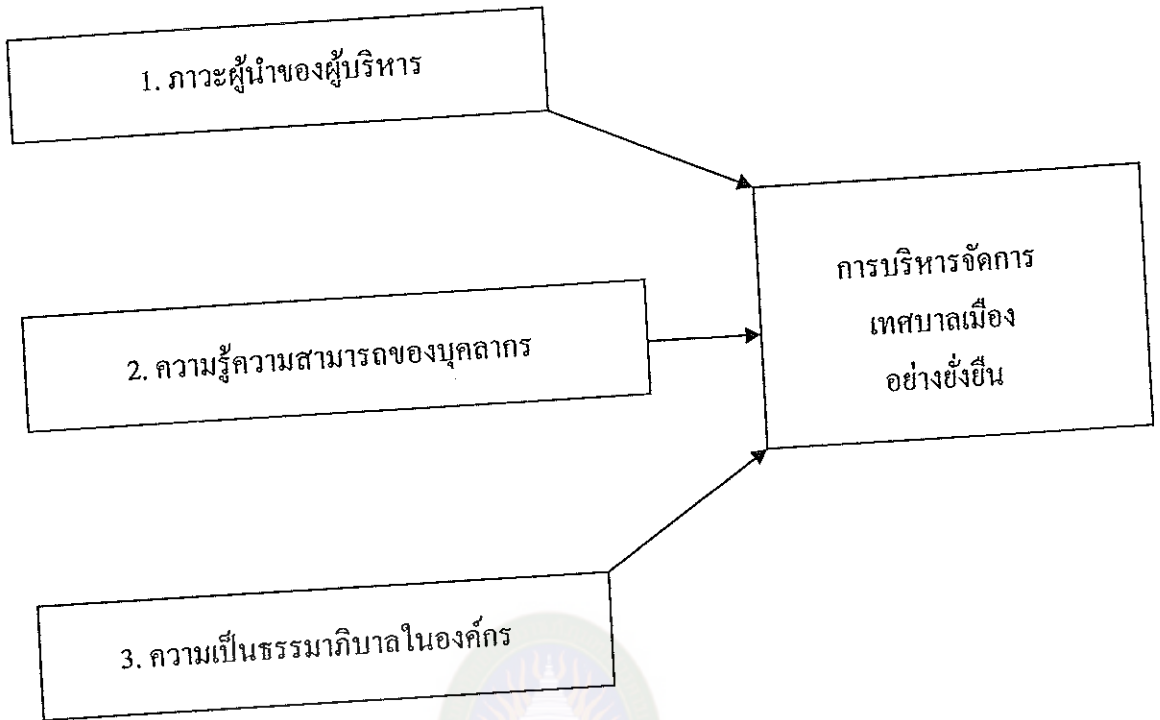 1. ภาวะผู้นำของผู้บริหาร
2. ความรู้ความสามารถของบุคลากร
3. ความเป็นธรรมาภิบาลในองค์กร
การบริหารจัดการ
เทศบาลเมือง
อย่างยั่งยืน